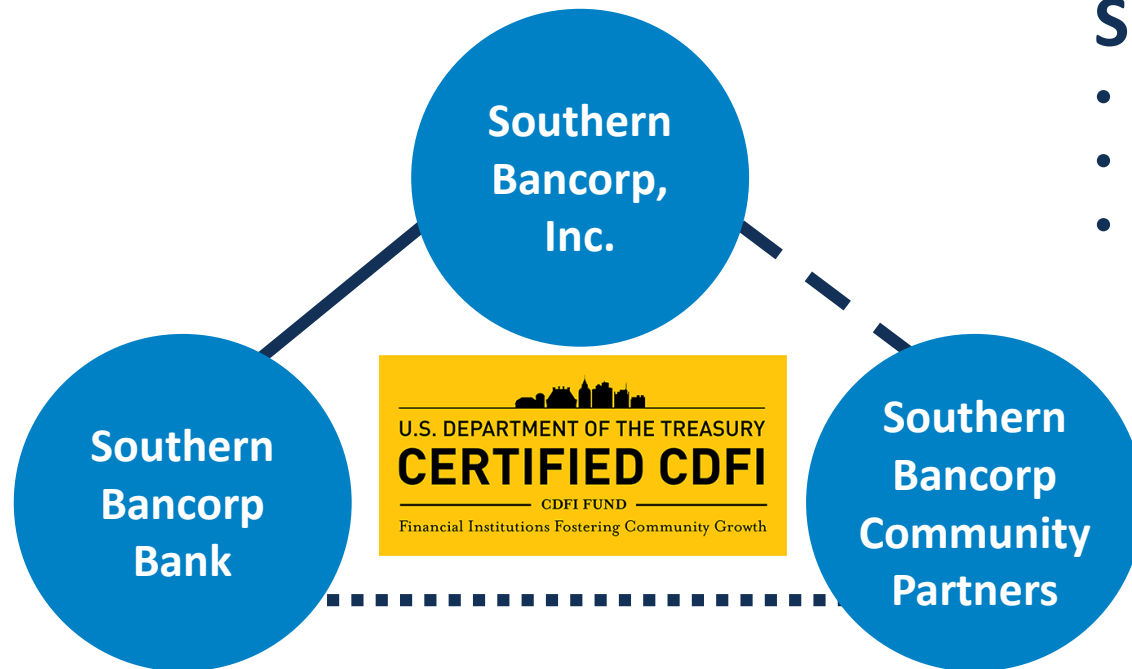 S
•
•
•
Southern
Bancorp,
Inc.
Southern
Bancorp
Bank
U.S. DEPARTMENT OF THE TREASURY
CERTIFIED CDFI
CDFI FUND
Financial Institutions Fostering Community Growth
Southern
Bancorp
Community
Partners